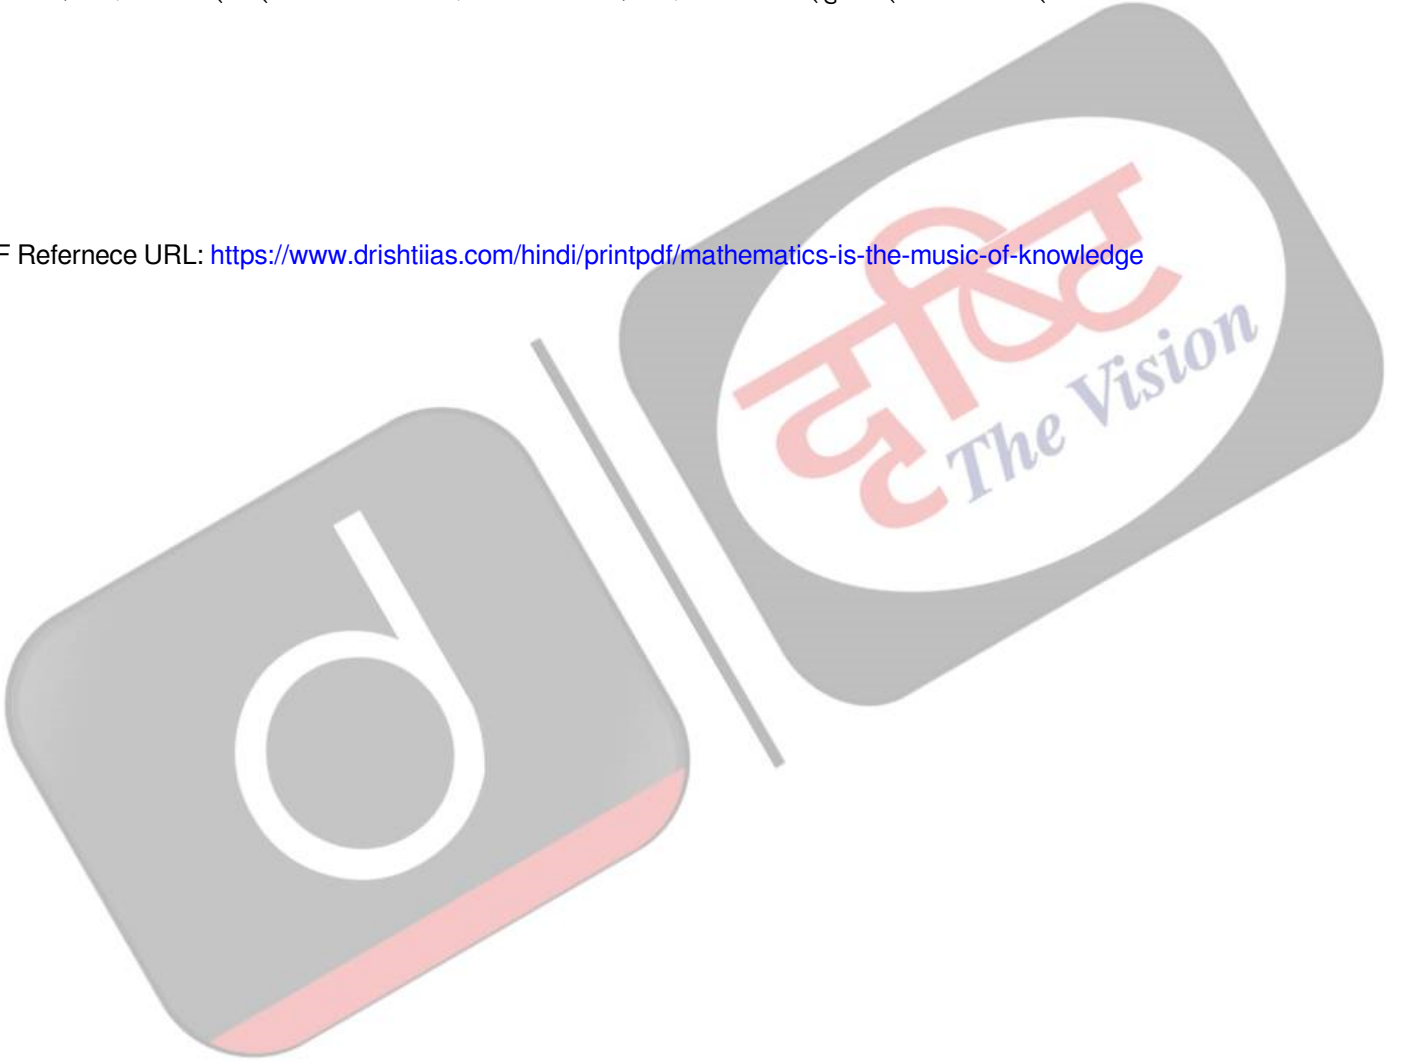 F Refernece URL: https://www.drishtiias.com/hindi/printpdf/mathematics-is-the-music-of-knowledge
दृष्टि
The Vision
d